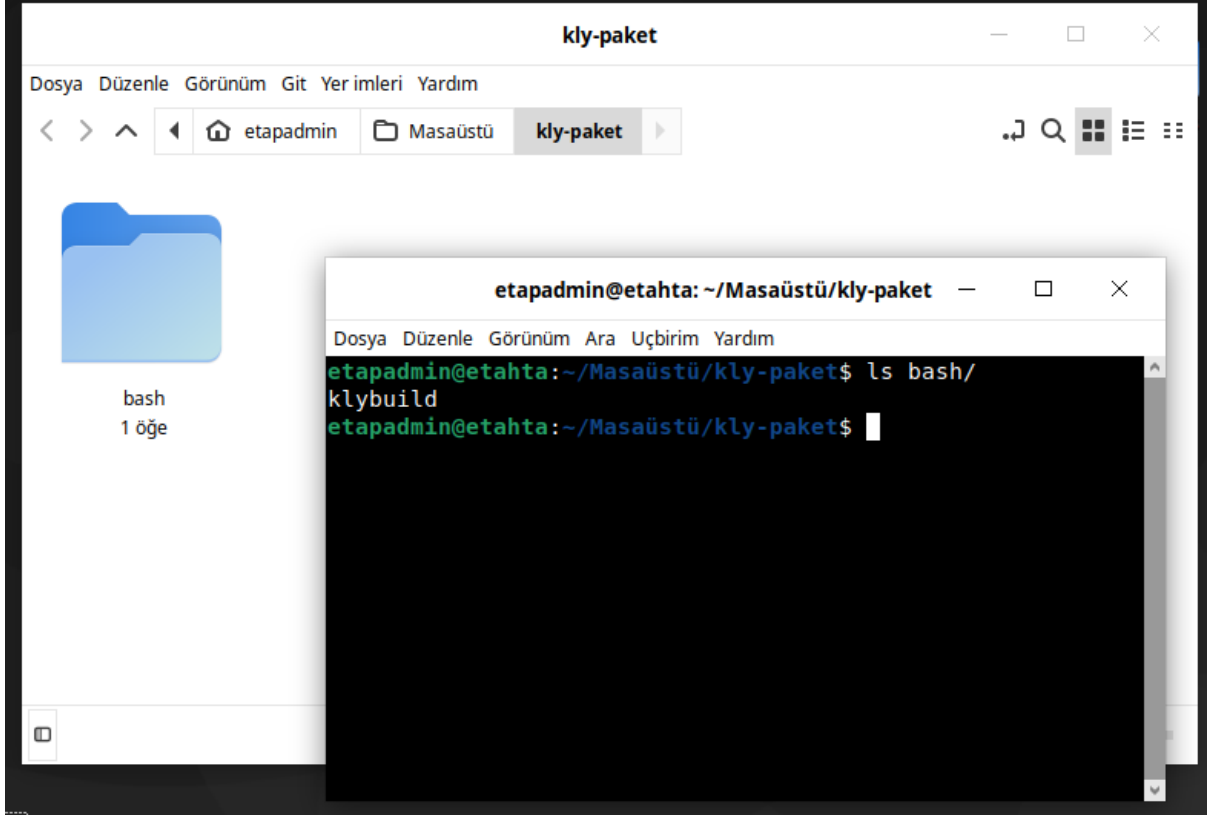 kly-paket
Dosya Düzenle Görünüm Git Yer imleri Yardım
etapadmin Masaüstü kly-paket
bash
1 öğe
etapadmin@etahta: ~/Masaüstü/kly-paket
Dosya Düzenle Görünüm Ara Uçbirim Yardım
etapadmin@etahta:~/Masaüstü/kly-paket$ ls bash/
klybuild
etapadmin@etahta:~/Masaüstü/kly-paket$